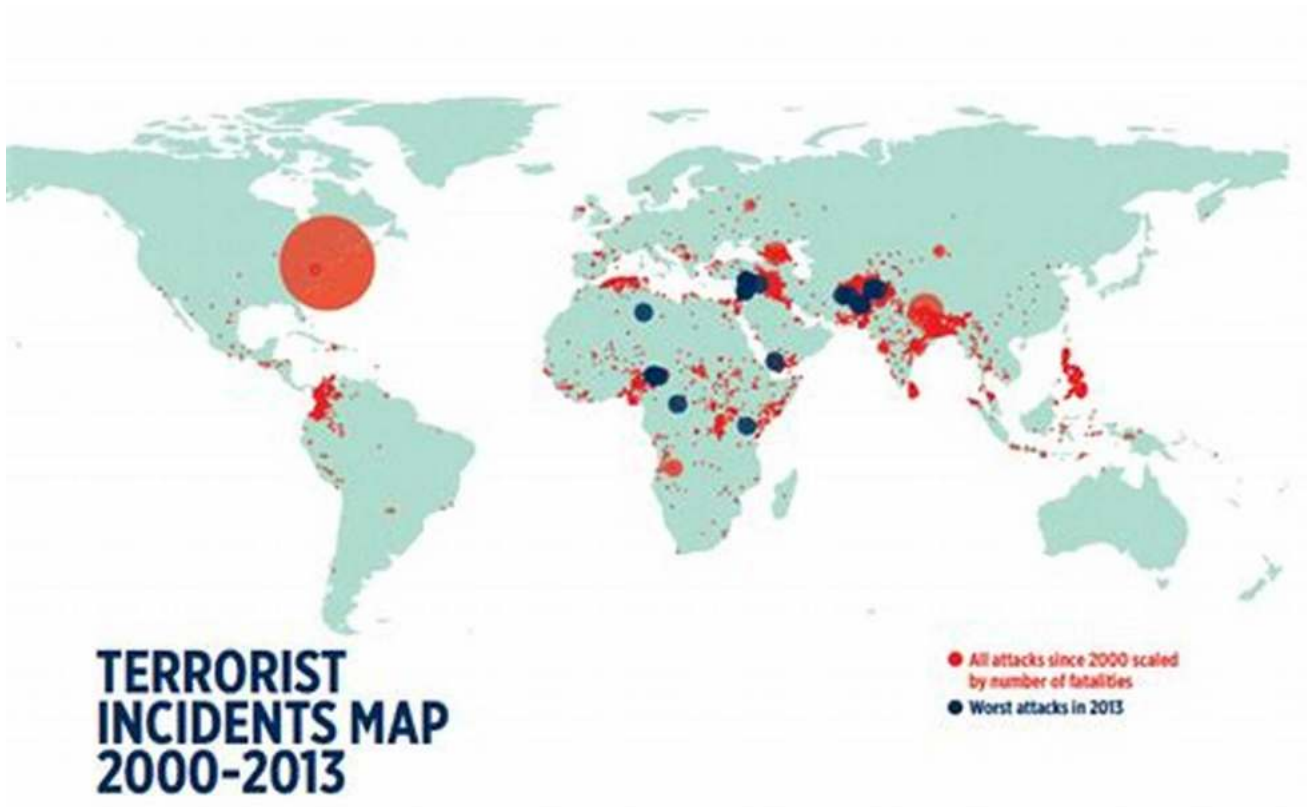 TERRORIST
INCIDENTS MAP
2000-2013
All attacks since 2000 scaled
by number of fatalities
Worst attacks in 2013